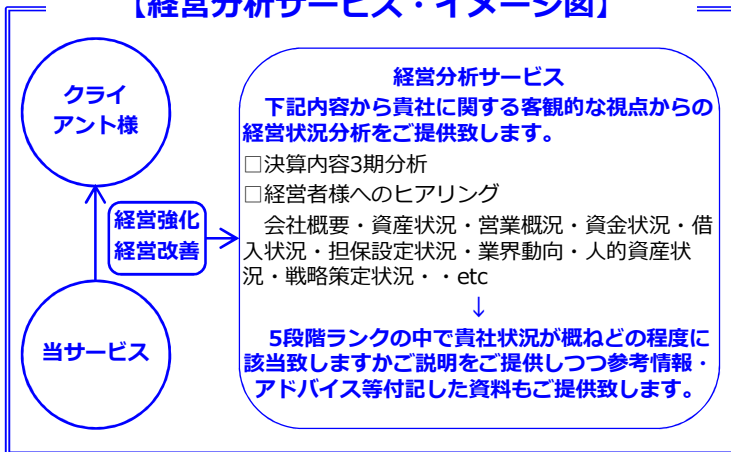 【経営分析サービス・イメージ図】
クライ
アント様
経営強化
経営改善
当サービス
経営分析サービス
下記内容から貴社に関する客観的な視点からの
経営状況分析をご提供致します。
□決算内容3期分析
□経営者様へのヒアリング
会社概要・資産状況・営業概況・資金状況・借
入状況・担保設定状況・業界動向・人的資産状
況・戦略策定状況・・etc
↓
5段階ランクの中で貴社状況が概ねどの程度に
該当致しますかご説明をご提供しつつ参考情報・
アドバイス等付記した資料もご提供致します。